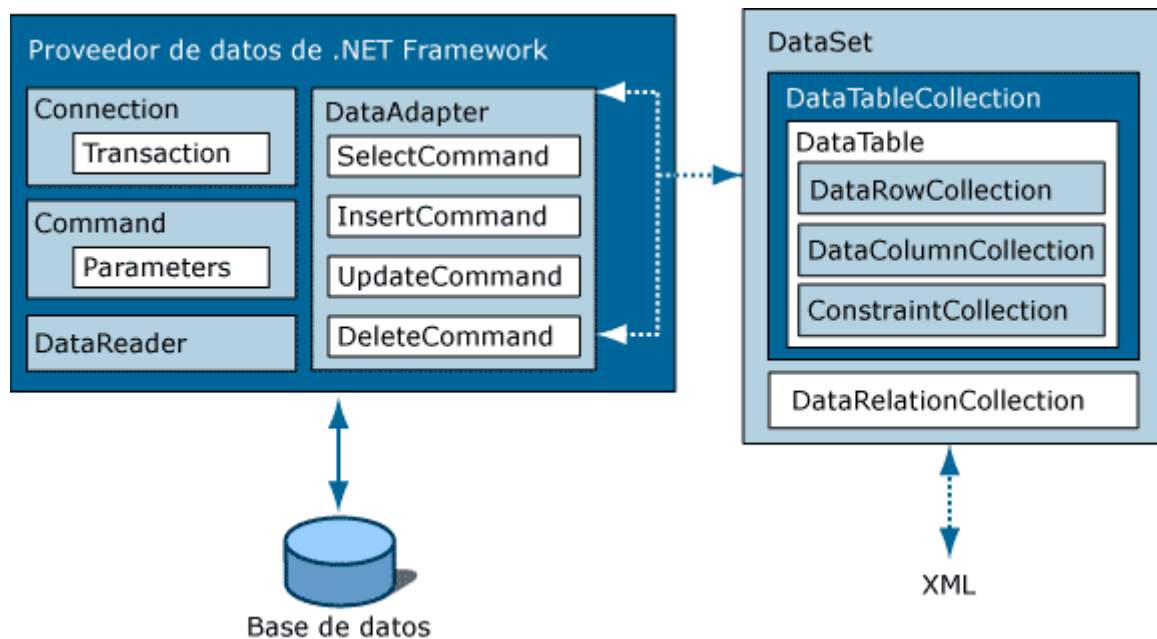 Proveedor de datos de .NET Framework
Connection
Transaction
Command
Parameters
DataReader
DataAdapter
SelectCommand
InsertCommand
UpdateCommand
DeleteCommand
Base de datos
DataSet
DataTableCollection
DataTable
DataRowCollection
DataColumnCollection
ConstraintCollection
DataRelationCollection
XML